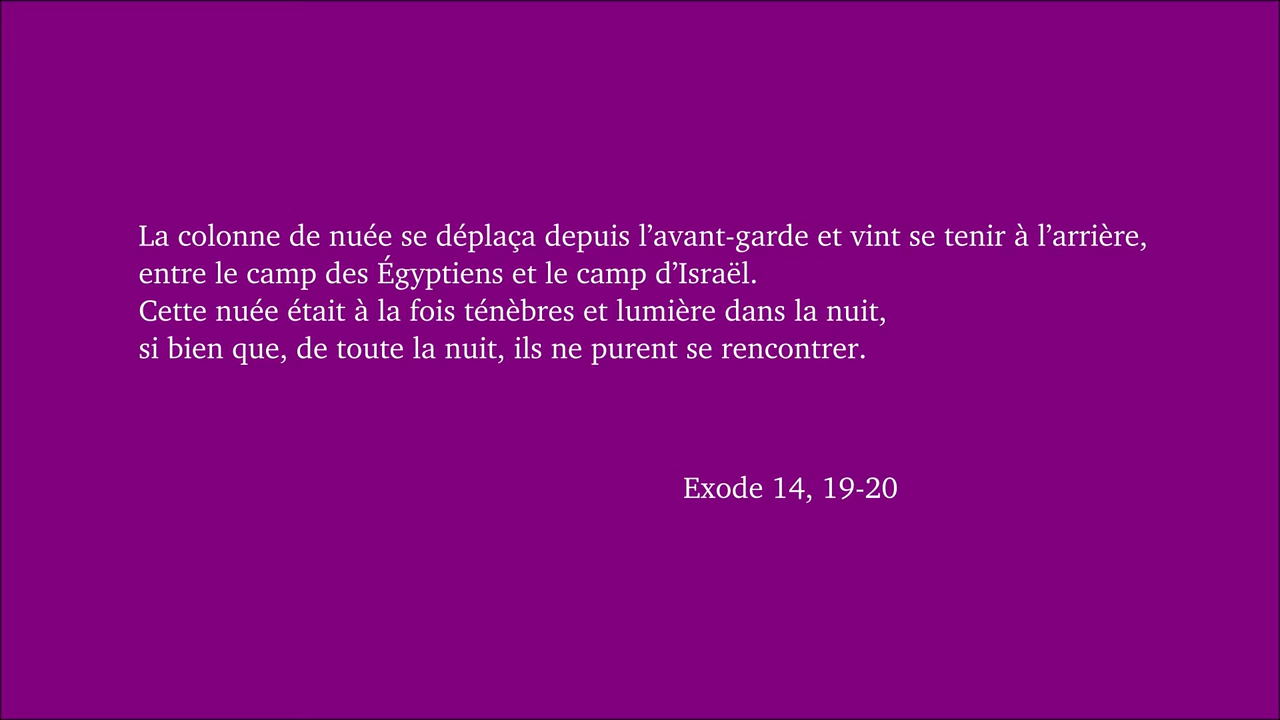 La colonne de nuée se déplaça depuis l’avant-garde et vint se tenir à l’arrière,
entre le camp des Égyptiens et le camp d’Israël.
Cette nuée était à la fois ténèbres et lumière dans la nuit,
si bien que, de toute la nuit, ils ne purent se rencontrer.
Exode 14, 19-20